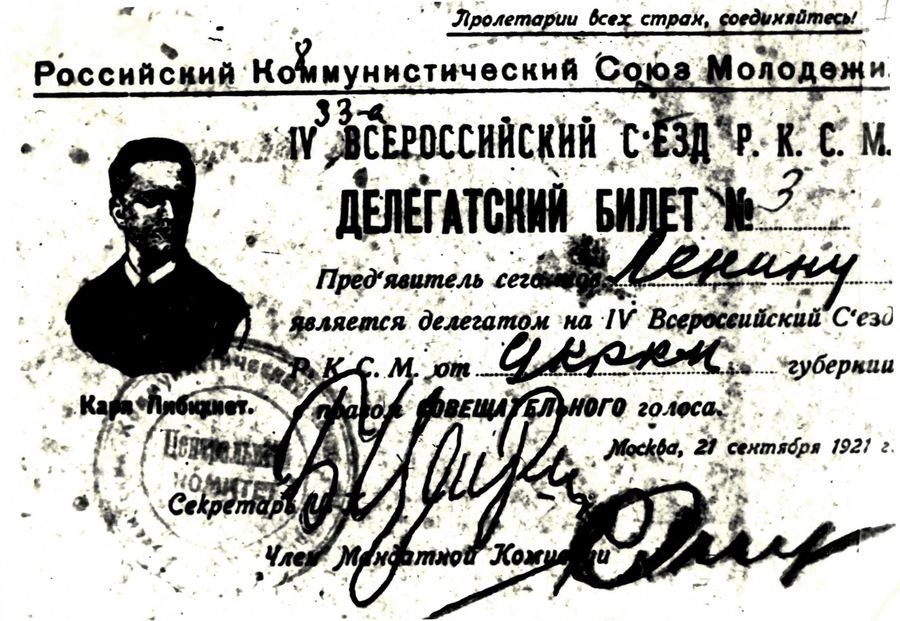 Пролетарии всех стран, соединяйтесь!
Российский Коммунистический Союз Молодежи.
33-а
IV ВСЕРОССИЙСКИЙ С'ЕЗД Р. К. С. М.
ДЕЛЕГАТСКИЙ БИЛЕТ № 3
Пред'явитель сего Ленину
является делегатом на IV Всероссийский С'езд
Р. К. С. М. от губернии
правом СОВЕЩАТЕЛЬНОГО голоса.
Карл Либкнехт.
Москва, 21 сентября 1921 г.
Центральный
КОМИТЕТ
Секретарь Ц. К.
Член Мандатной Комиссии